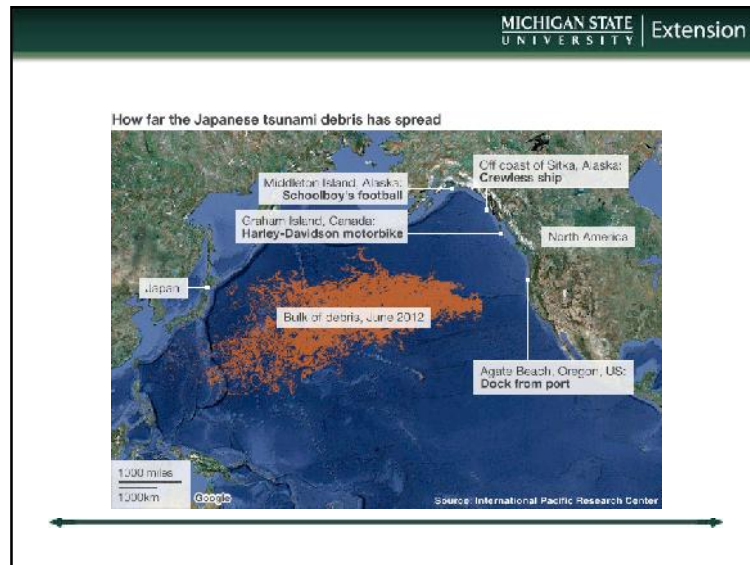 MICHIGAN STATE
UNIVERSITY
Extension
How far the Japanese tsunami debris has spread
Off coast of Sitka, Alaska:
Crewless ship
Middleton Island, Alaska:
Schoolboy's football
Graham Island, Canada:
Harley-Davidson motorbike
North America
Japan
Bulk of debris, June 2012
Agate Beach, Oregon, US:
Dock from port
1000 miles
1000km
Google
Source: International Pacific Research Center